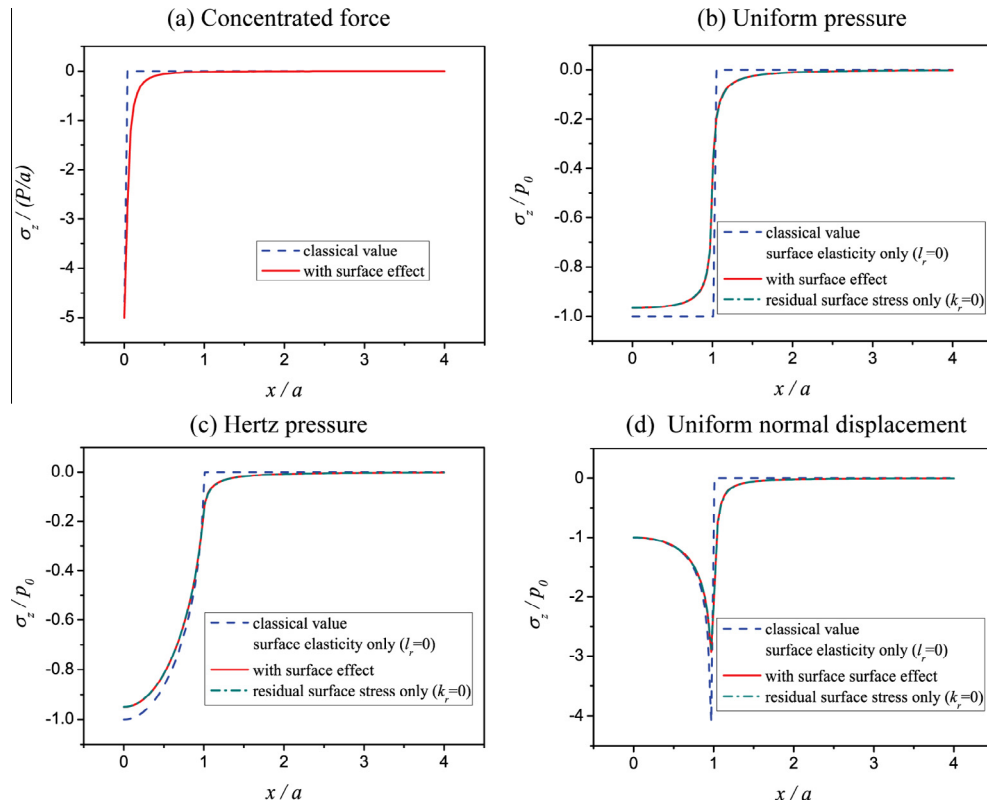 (a) Concentrated force
0
-1
-2
-3
-4
-5
σz / (P/a)
classical value
with surface effect
0 1 2 3 4
x / a
(b) Uniform pressure
0.0
-0.2
-0.4
-0.6
-0.8
-1.0
σz / p0
classical value
surface elasticity only (lr=0)
with surface effect
residual surface stress only (kr=0)
0 1 2 3 4
x / a
(c) Hertz pressure
0.0
-0.2
-0.4
-0.6
-0.8
-1.0
σz / p0
classical value
surface elasticity only (lr=0)
with surface effect
residual surface stress only (kr=0)
0 1 2 3 4
x / a
(d) Uniform normal displacement
0
-1
-2
-3
-4
σz / p0
classical value
surface elasticity only (lr=0)
with surface surface effect
residual surface stress only (kr=0)
0 1 2 3 4
x / a